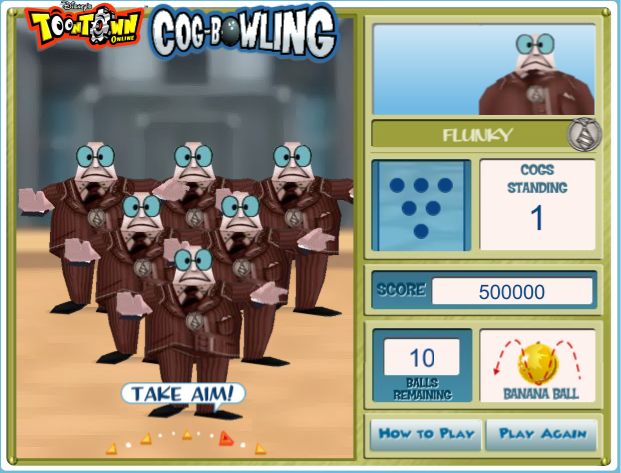 Disney's
TOONTOWN
ONLINE
COG-BOWLING
FLUNKY
COGS
STANDING
1
SCORE 500000
10
BALLS
REMAINING
BANANA BALL
TAKE AIM!
HOW TO PLAY
PLAY AGAIN